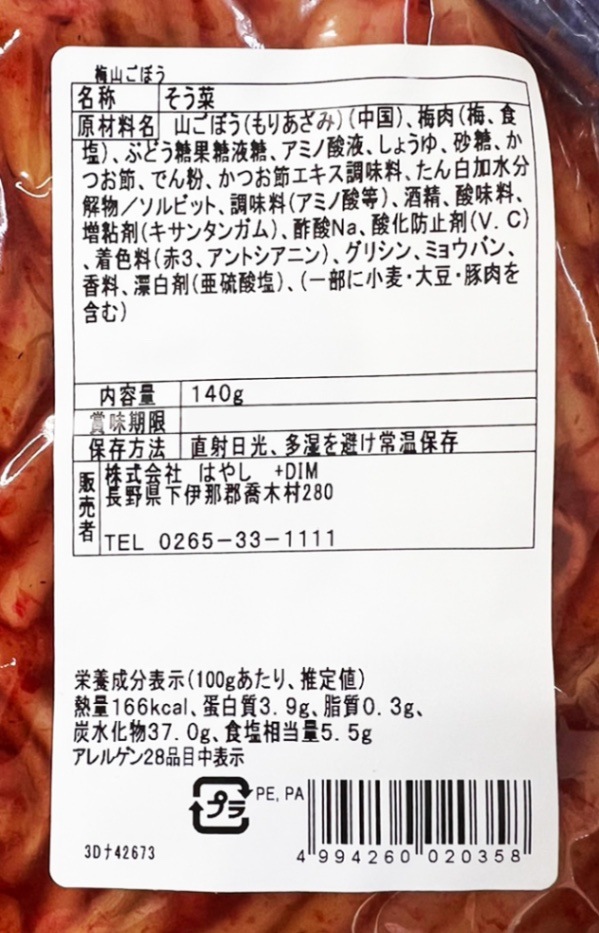 梅山ごぼう
名称 そう菜
原材料名 山ごぼう(もりあざみ)(中国)、梅肉(梅、食
塩)、ぶどう糖果糖液糖、アミノ酸液、しょうゆ、砂糖、か
つお節、でん粉、かつお節エキス調味料、たん白加水分
解物/ソルビット、調味料(アミノ酸等)、酒精、酸味料、
増粘剤(キサンタンガム)、酢酸Na、酸化防止剤(V.C)
、着色料(赤3、アントシアニン)、グリシン、ミョウバン、
香料、漂白剤(亜硫酸塩)、(一部に小麦・大豆・豚肉を
含む)
内容量 140g
賞味期限
保存方法 直射日光、多湿を避け常温保存
販売者 株式会社 はやし +DIM
長野県下伊那郡喬木村280
TEL 0265-33-1111
栄養成分表示(100gあたり、推定値)
熱量166kcal、蛋白質3.9g、脂質0.3g、
炭水化物37.0g、食塩相当量5.5g
アレルゲン28品目中表示
プラ PE, PA
3D†42673
4 994260 020358